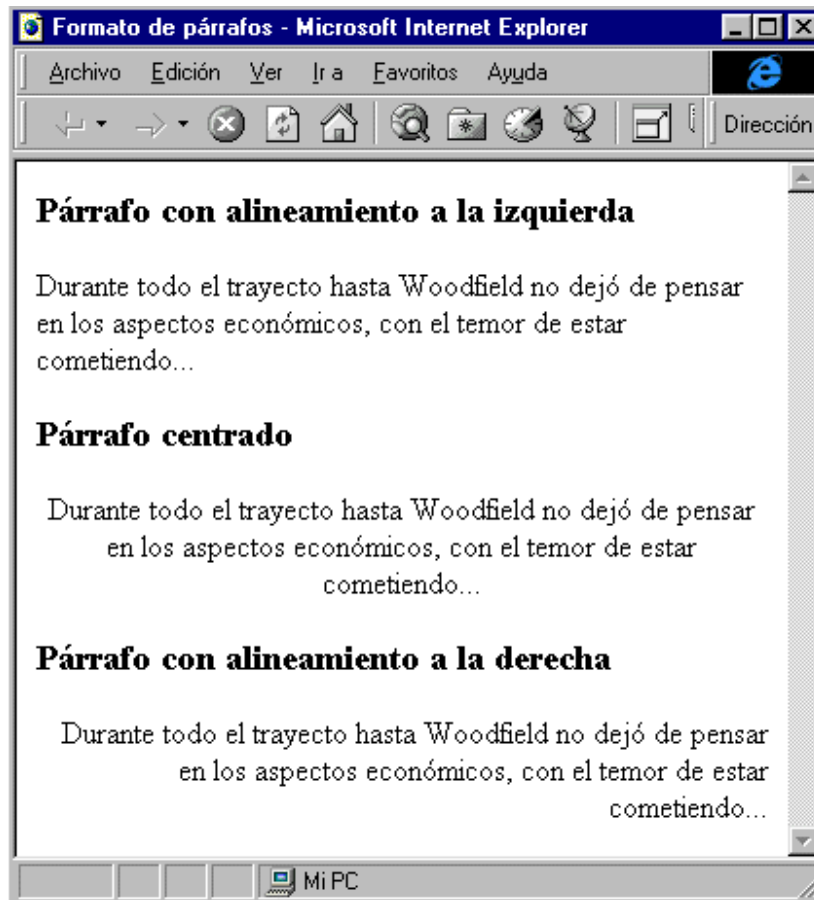 Formato de párrafos - Microsoft Internet Explorer
Archivo Edición Ver Ir a Favoritos Ayuda
Dirección
Párrafo con alineamiento a la izquierda
Durante todo el trayecto hasta Woodfield no dejó de pensar
en los aspectos económicos, con el temor de estar
cometiendo...
Párrafo centrado
Durante todo el trayecto hasta Woodfield no dejó de pensar
en los aspectos económicos, con el temor de estar
cometiendo...
Párrafo con alineamiento a la derecha
Durante todo el trayecto hasta Woodfield no dejó de pensar
en los aspectos económicos, con el temor de estar
cometiendo...
Mi PC